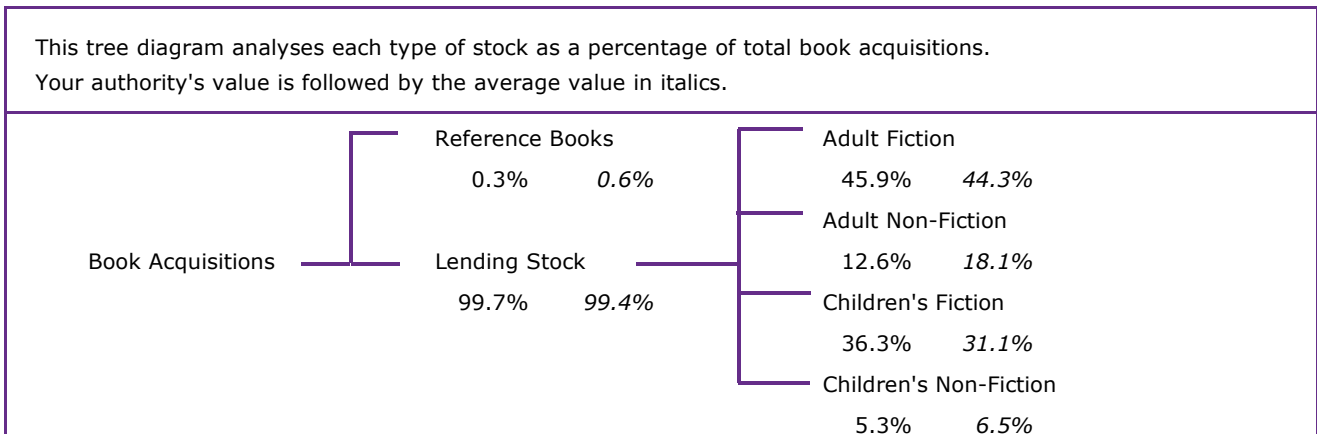 This tree diagram analyses each type of stock as a percentage of total book acquisitions.
Your authority's value is followed by the average value in italics.
Reference Books
0.3% 0.6%
Book Acquisitions
Lending Stock
99.7% 99.4%
Adult Fiction
45.9% 44.3%
Adult Non-Fiction
12.6% 18.1%
Children's Fiction
36.3% 31.1%
Children's Non-Fiction
5.3% 6.5%